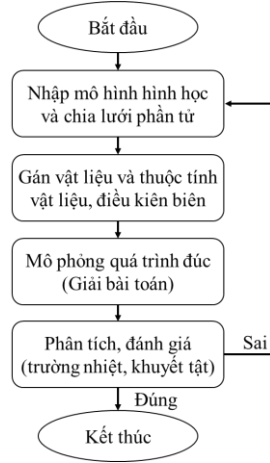 Bắt đầu
Nhập mô hình hình học
và chia lưới phần tử
Gán vật liệu và thuộc tính
vật liệu, điều kiên biên
Mô phỏng quá trình đúc
(Giải bài toán)
Phân tích, đánh giá
(trường nhiệt, khuyết tật)
Sai
Đúng
Kết thúc